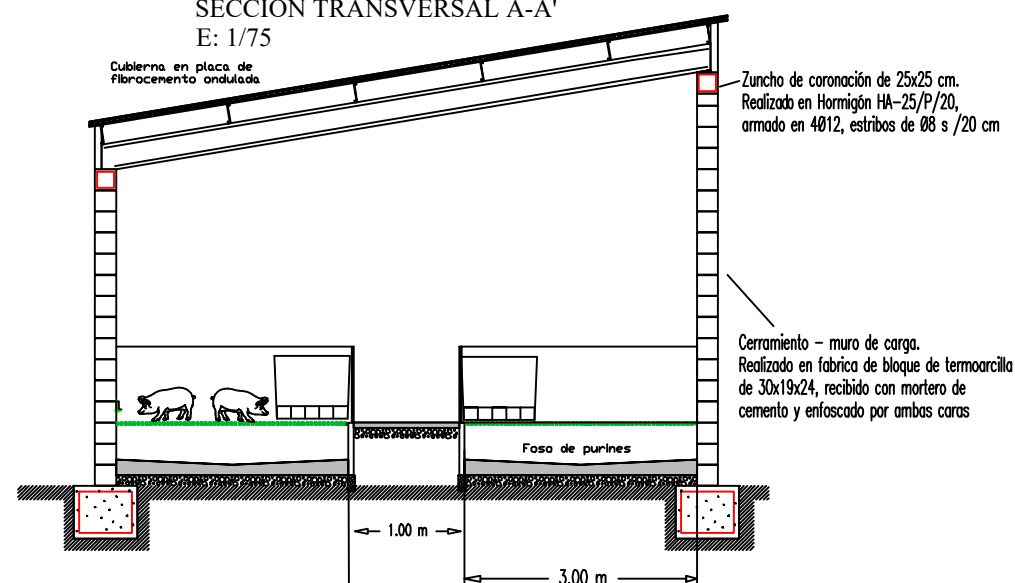 SECCION TRANSVERSAL A-A'
E: 1/75
Cubierna en placa de
fibrocemento ondulada
Zuncho de coronación de 25x25 cm.
Realizado en Hormigón HA-25/P/20,
armado en 4Ø12, estribos de Ø8 s /20 cm
Cerramiento - muro de carga.
Realizado en fabrica de bloque de termoarcilla
de 30x19x24, recibido con mortero de
cemento y enfoscado por ambas caras
Foso de purines
1.00 m
3.00 m